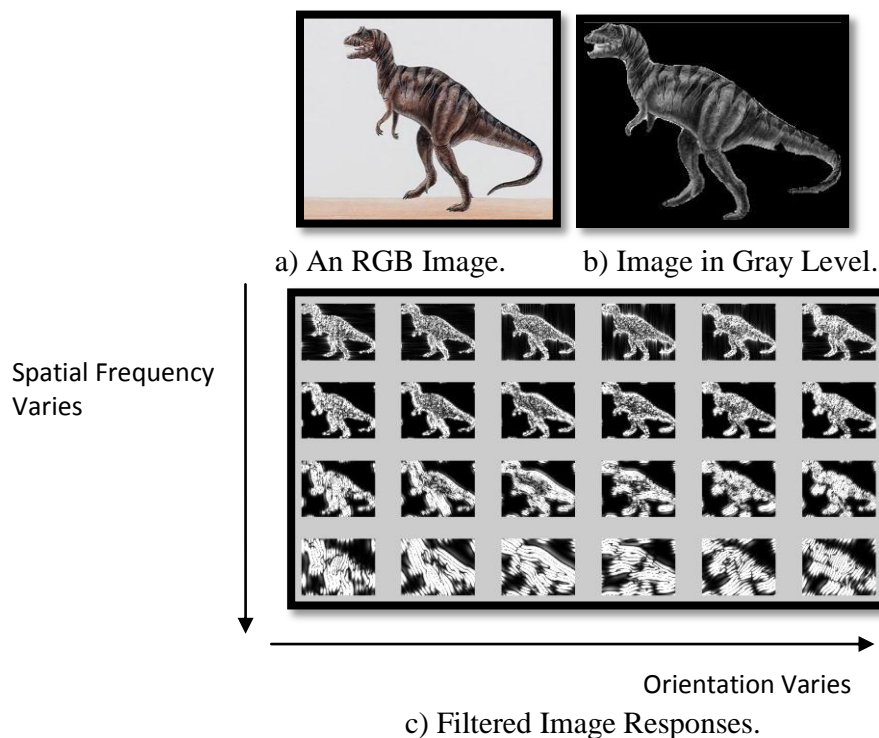 a) An RGB Image.
b) Image in Gray Level.
Spatial Frequency
Varies
Orientation Varies
c) Filtered Image Responses.